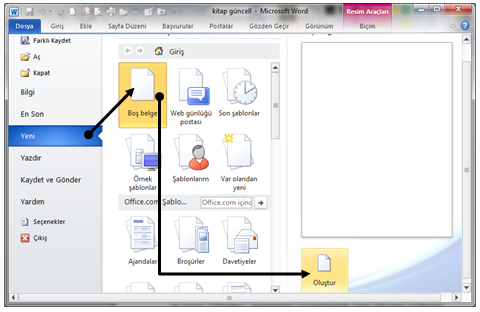 kitap güncell - Microsoft Word
Resim Araçları
Dosya Giriş Ekle Sayfa Düzeni Başvurular Postalar Gözden Geçir Görünüm Biçim
Farklı Kaydet
Aç
Kapat
Bilgi
En Son
Yeni
Yazdır
Kaydet ve Gönder
Yardım
Seçenekler
Çıkış
Giriş
Boş belge
Web günlüğü
postası
Son şablonlar
Örnek
şablonlar
Şablonlarım
Var olandan
yeni
Office.com Şablo...
Office.com içinc
Ajandalar
Broşürler
Davetiyeler
Oluştur